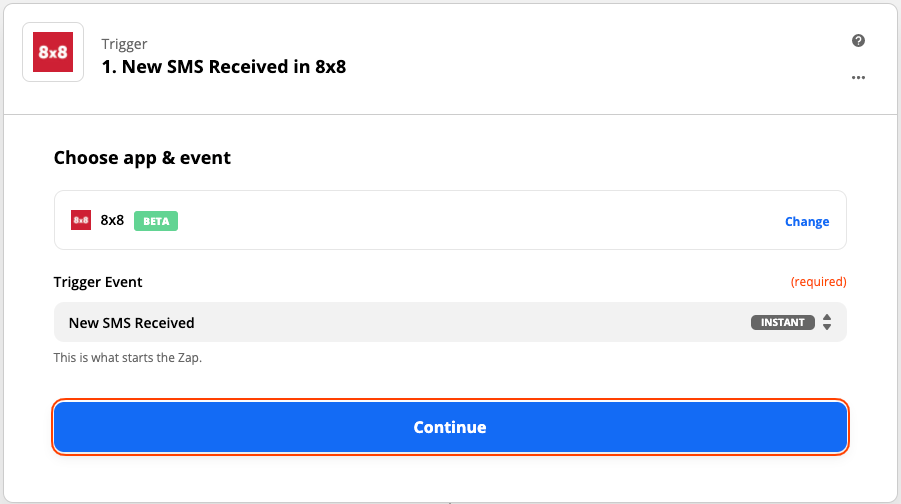 8x8
Trigger
1. New SMS Received in 8x8
?
Choose app & event
8x8
8x8 BETA
Change
Trigger Event
(required)
New SMS Received
INSTANT
This is what starts the Zap.
Continue